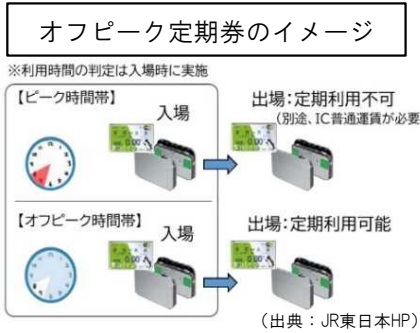 オフピーク定期券のイメージ
※利用時間の判定は入場時に実施
【ピーク時間帯】
入場
出場:定期利用不可
(別途、IC普通運賃が必要
【オフピーク時間帯】
入場
出場:定期利用可能
(出典:JR東日本HP)